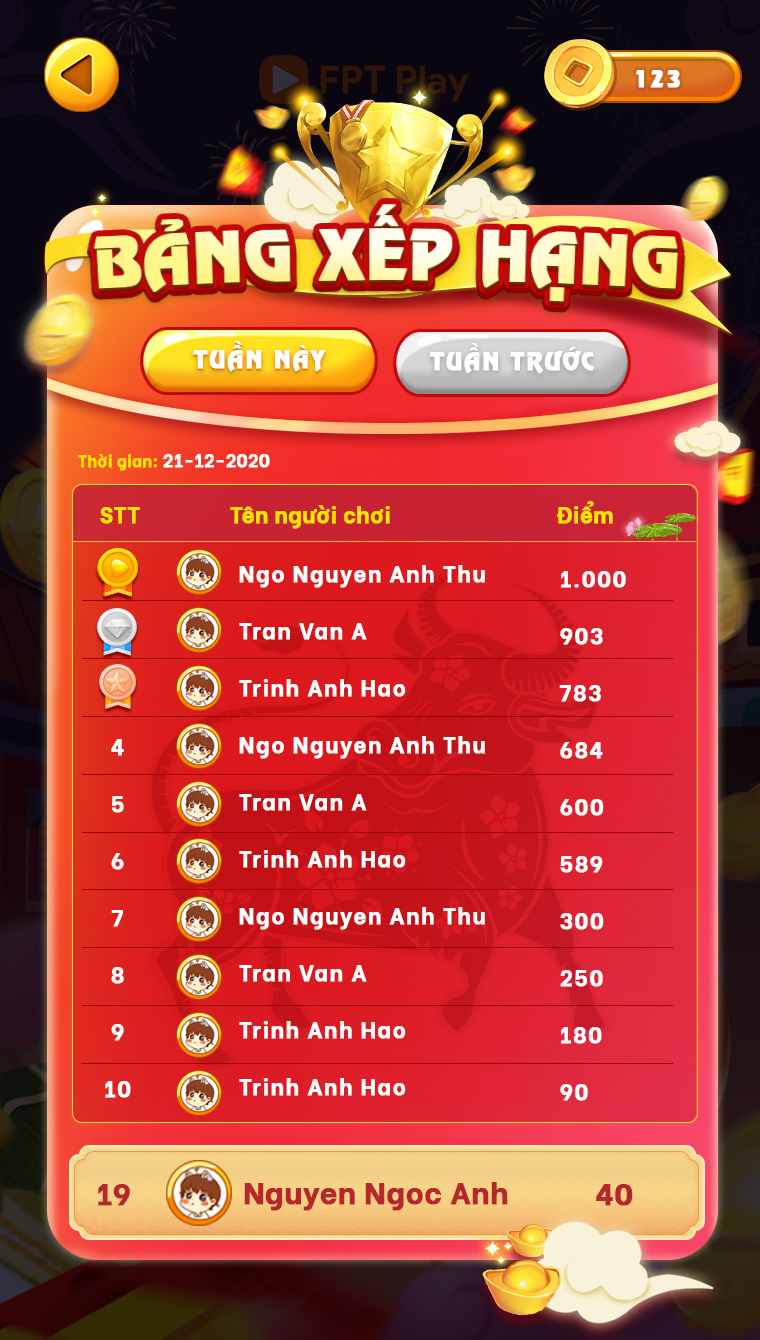 FPT Play
123
BẢNG XẾP HẠNG
TUẦN NÀY
TUẦN TRƯỚC
Thời gian: 21-12-2020
STT Tên người chơi Điểm
Ngo Nguyen Anh Thu 1.000
Tran Van A 903
Trinh Anh Hao 783
4 Ngo Nguyen Anh Thu 684
5 Tran Van A 600
6 Trinh Anh Hao 589
7 Ngo Nguyen Anh Thu 300
8 Tran Van A 250
9 Trinh Anh Hao 180
10 Trinh Anh Hao 90
19 Nguyen Ngoc Anh 40